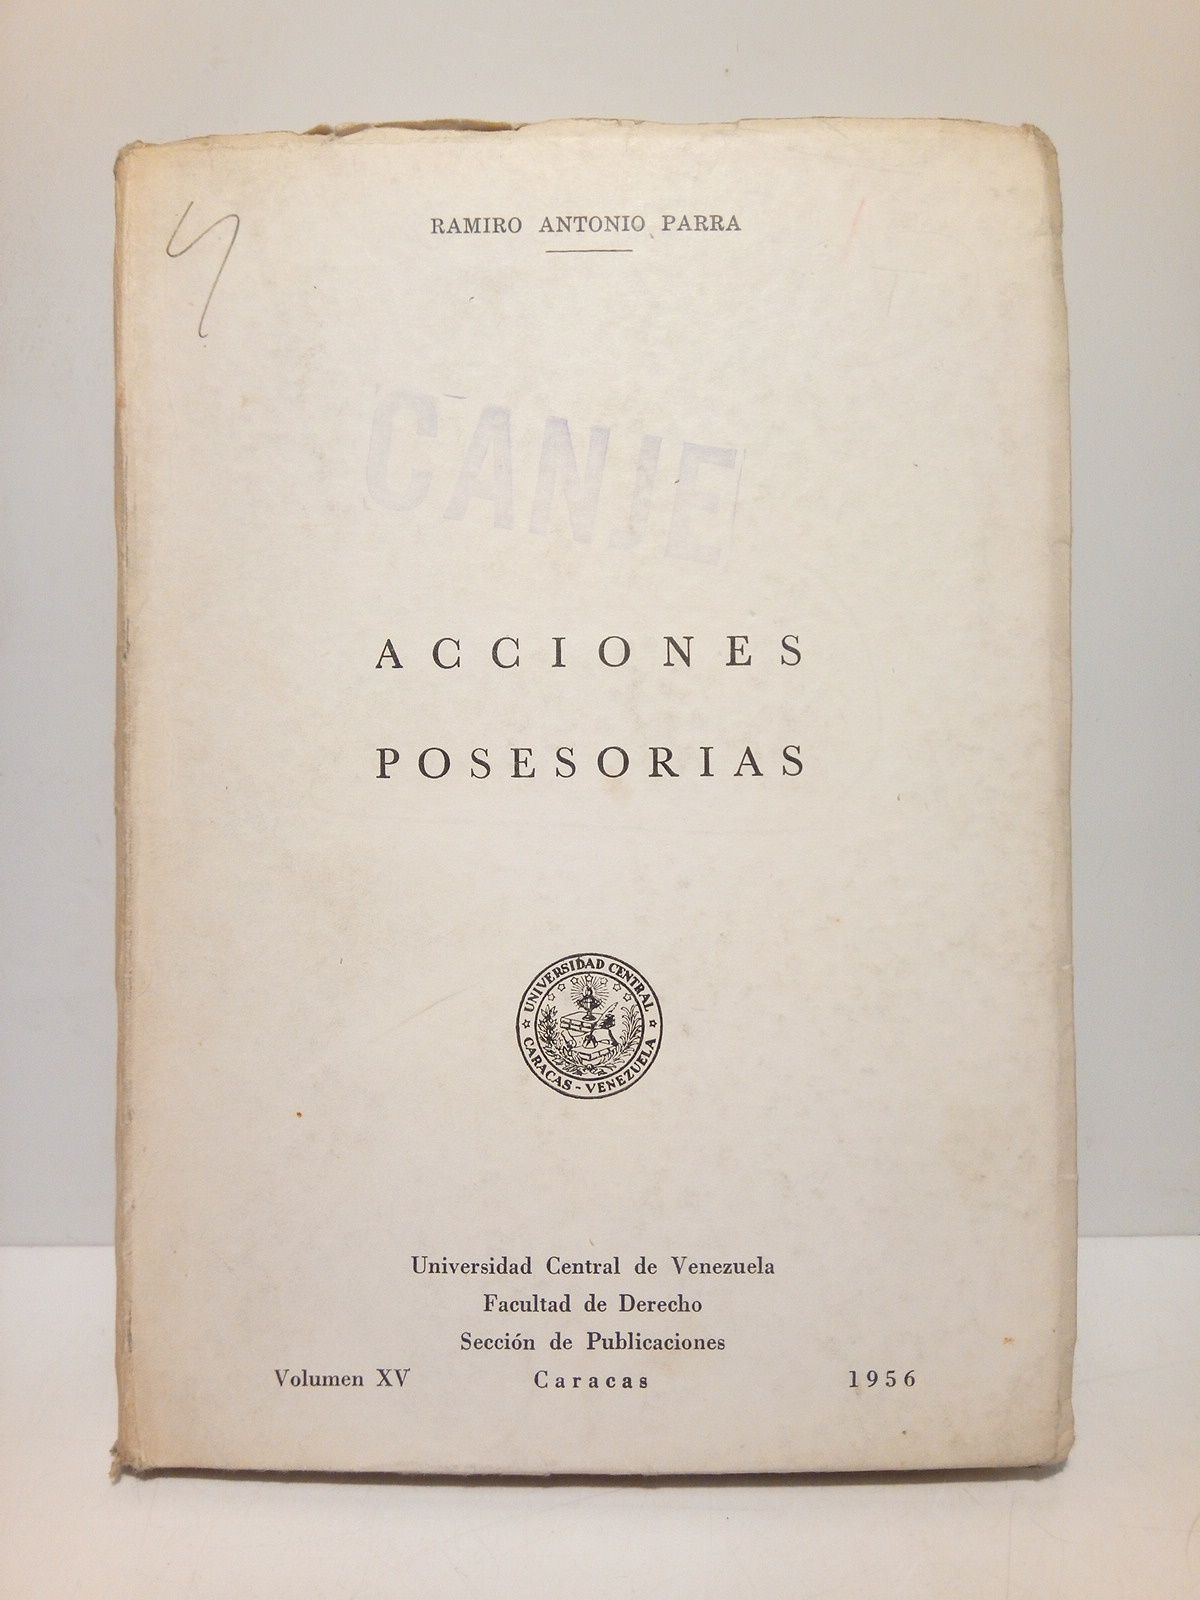 RAMIRO ANTONIO PARRA
CANJE
ACCIONES
POSESORIAS
UNIVERSIDAD CENTRAL
CARACAS - VENEZUELA
Universidad Central de Venezuela
Facultad de Derecho
Sección de Publicaciones
Volumen XV Caracas 1956